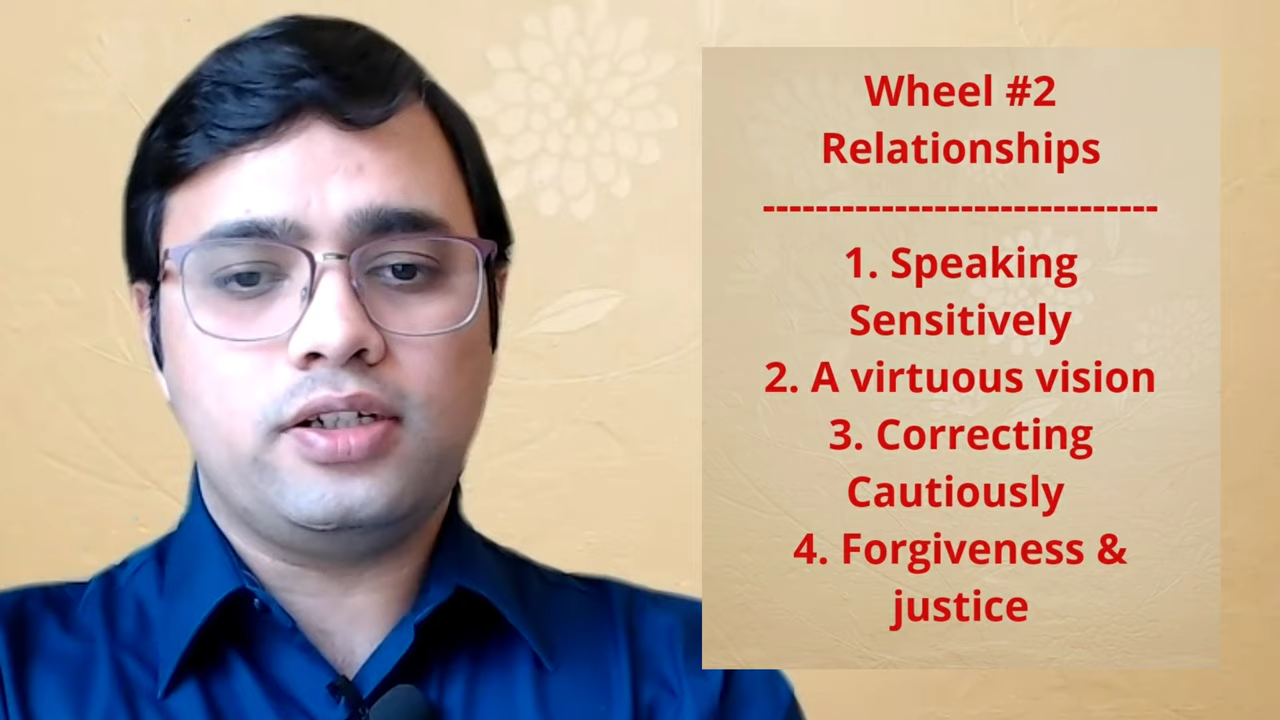 Wheel #2
Relationships
------------------------------
1. Speaking
Sensitively
2. A virtuous vision
3. Correcting
Cautiously
4. Forgiveness &
justice